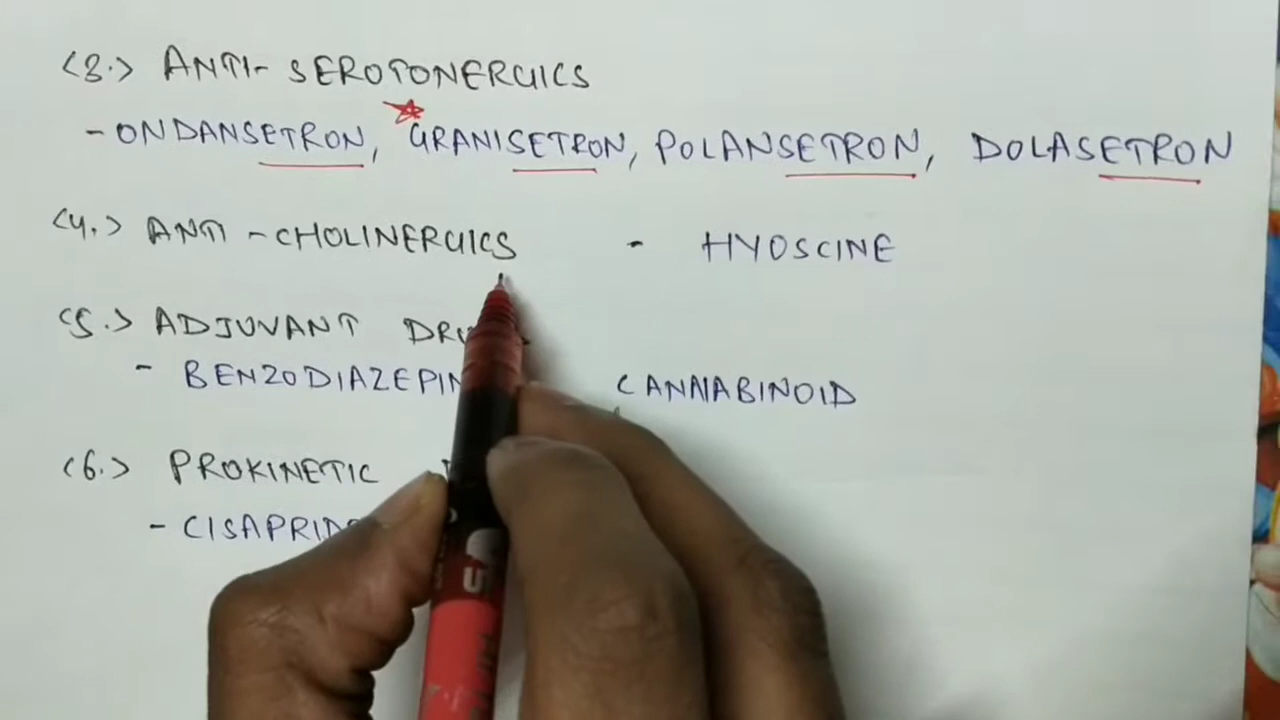 (3.) ANTI- SEROTONERGICS
- ONDANSETRON, GRANISETRON, POLANSETRON, DOLASETRON
(4.) ANTI - CHOLINERGICS - HYOSCINE
(5.) ADJUVANT
- BENZODIAZEPIN CANNABINOID
(6.) PROKINETIC
- CISAPRID